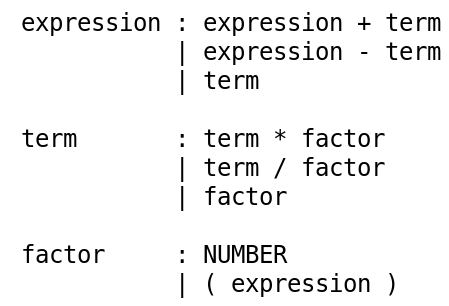 expression : expression + term
           | expression - term
           | term

term       : term * factor
           | term / factor
           | factor

factor     : NUMBER
           | ( expression )